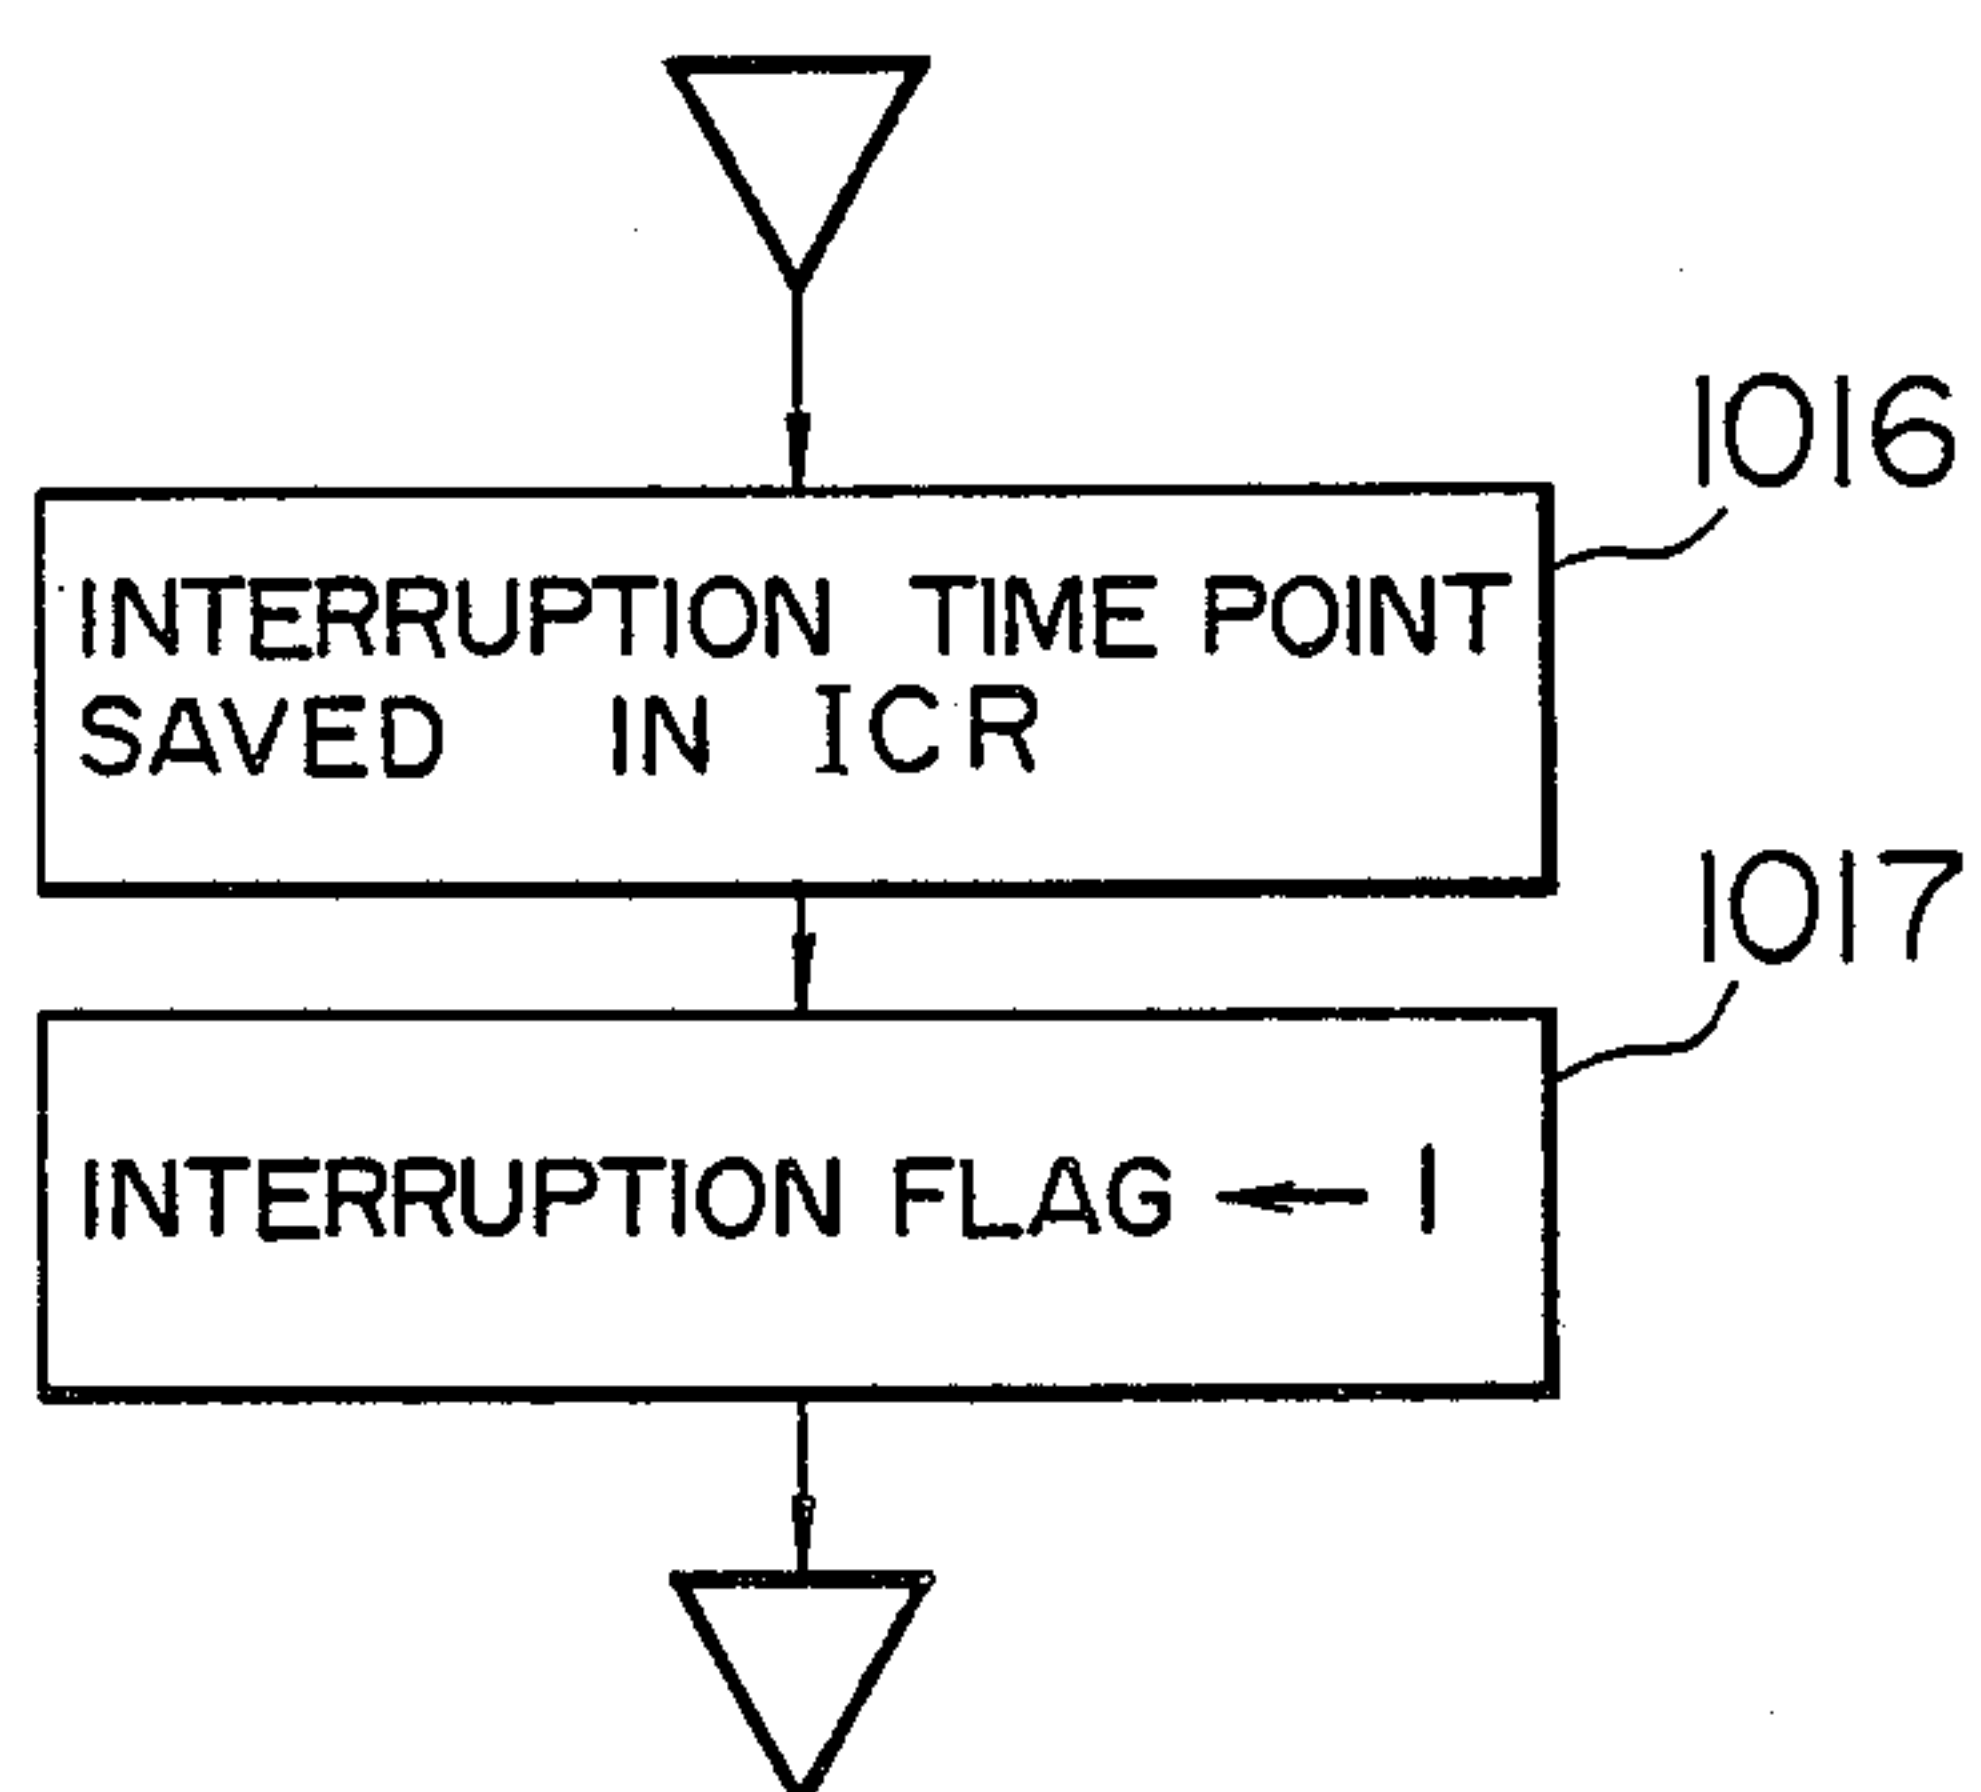 1016
INTERRUPTION TIME POINT
SAVED IN ICR
1017
INTERRUPTION FLAG ← 1